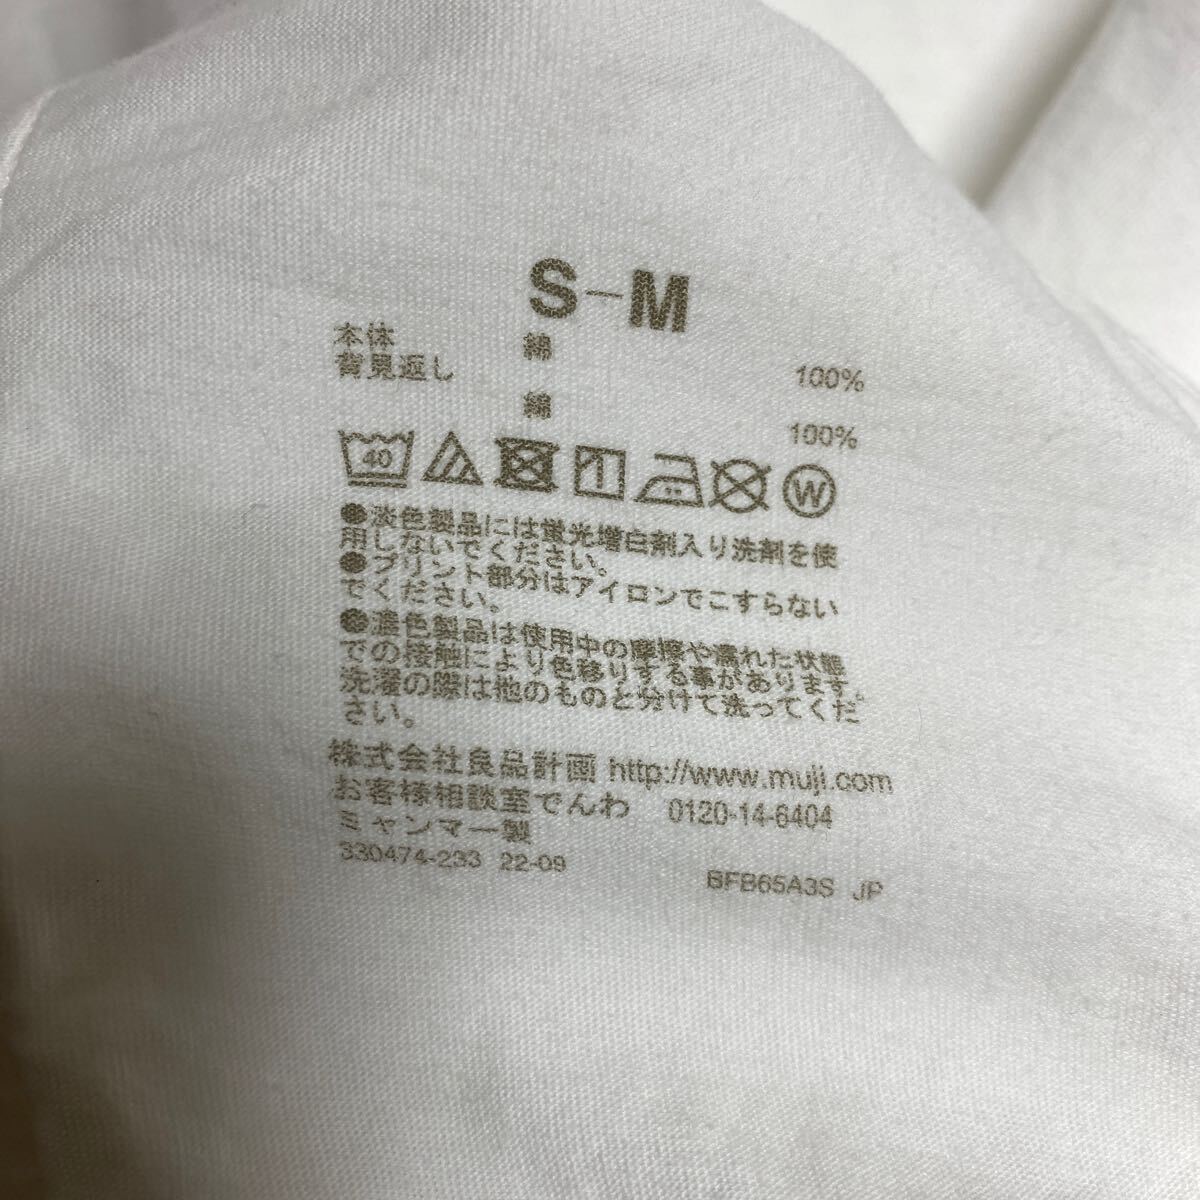 S-M
本体 綿 100%
背見返し 綿 100%
40 W
●淡色製品には蛍光増白剤入り洗剤を使
用しないでください。
●プリント部分はアイロンでこすらない
でください。
●濃色製品は使用中の摩擦や濡れた状態
での接触により色移りする事があります。
洗濯の際は他のものと分けて洗ってくだ
さい。
株式会社良品計画 http://www.muji.com
お客様相談室でんわ 0120-14-6404
ミャンマー製
330474-233 22-09 BFB65A3S JP